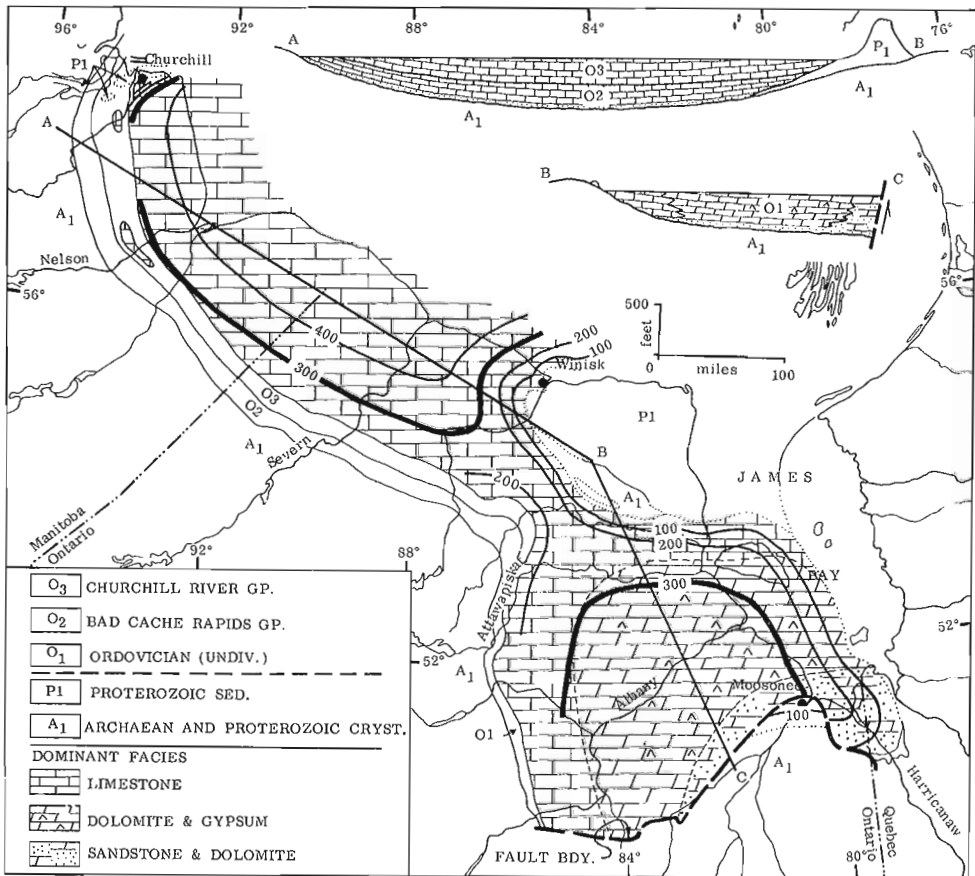 96° 92° 88 84° 80° 76°
P1 Churchill A P1 B
O3
O2
A1 A1
A
B C
O1
A1
A1
Nelson
56° 56°
500
feet
0 miles 100
400
300
200
100
Winisk
P1
O3
O2
A1
Severn
B
JAMES
A1
200
Manitoba
Ontario
92° 88°
100
200
BAY
300
Attawapiskat
52° 52°
A1
Albany
Moosonee
100
O1
C
A1
Harricanaw
Quebec
Ontario
80°
84°
FAULT BDY.
O3 CHURCHILL RIVER GP.
O2 BAD CACHE RAPIDS GP.
O1 ORDOVICIAN (UNDIV.)
P1 PROTEROZOIC SED.
A1 ARCHAEAN AND PROTEROZOIC CRYST.
DOMINANT FACIES
LIMESTONE
DOLOMITE & GYPSUM
SANDSTONE & DOLOMITE